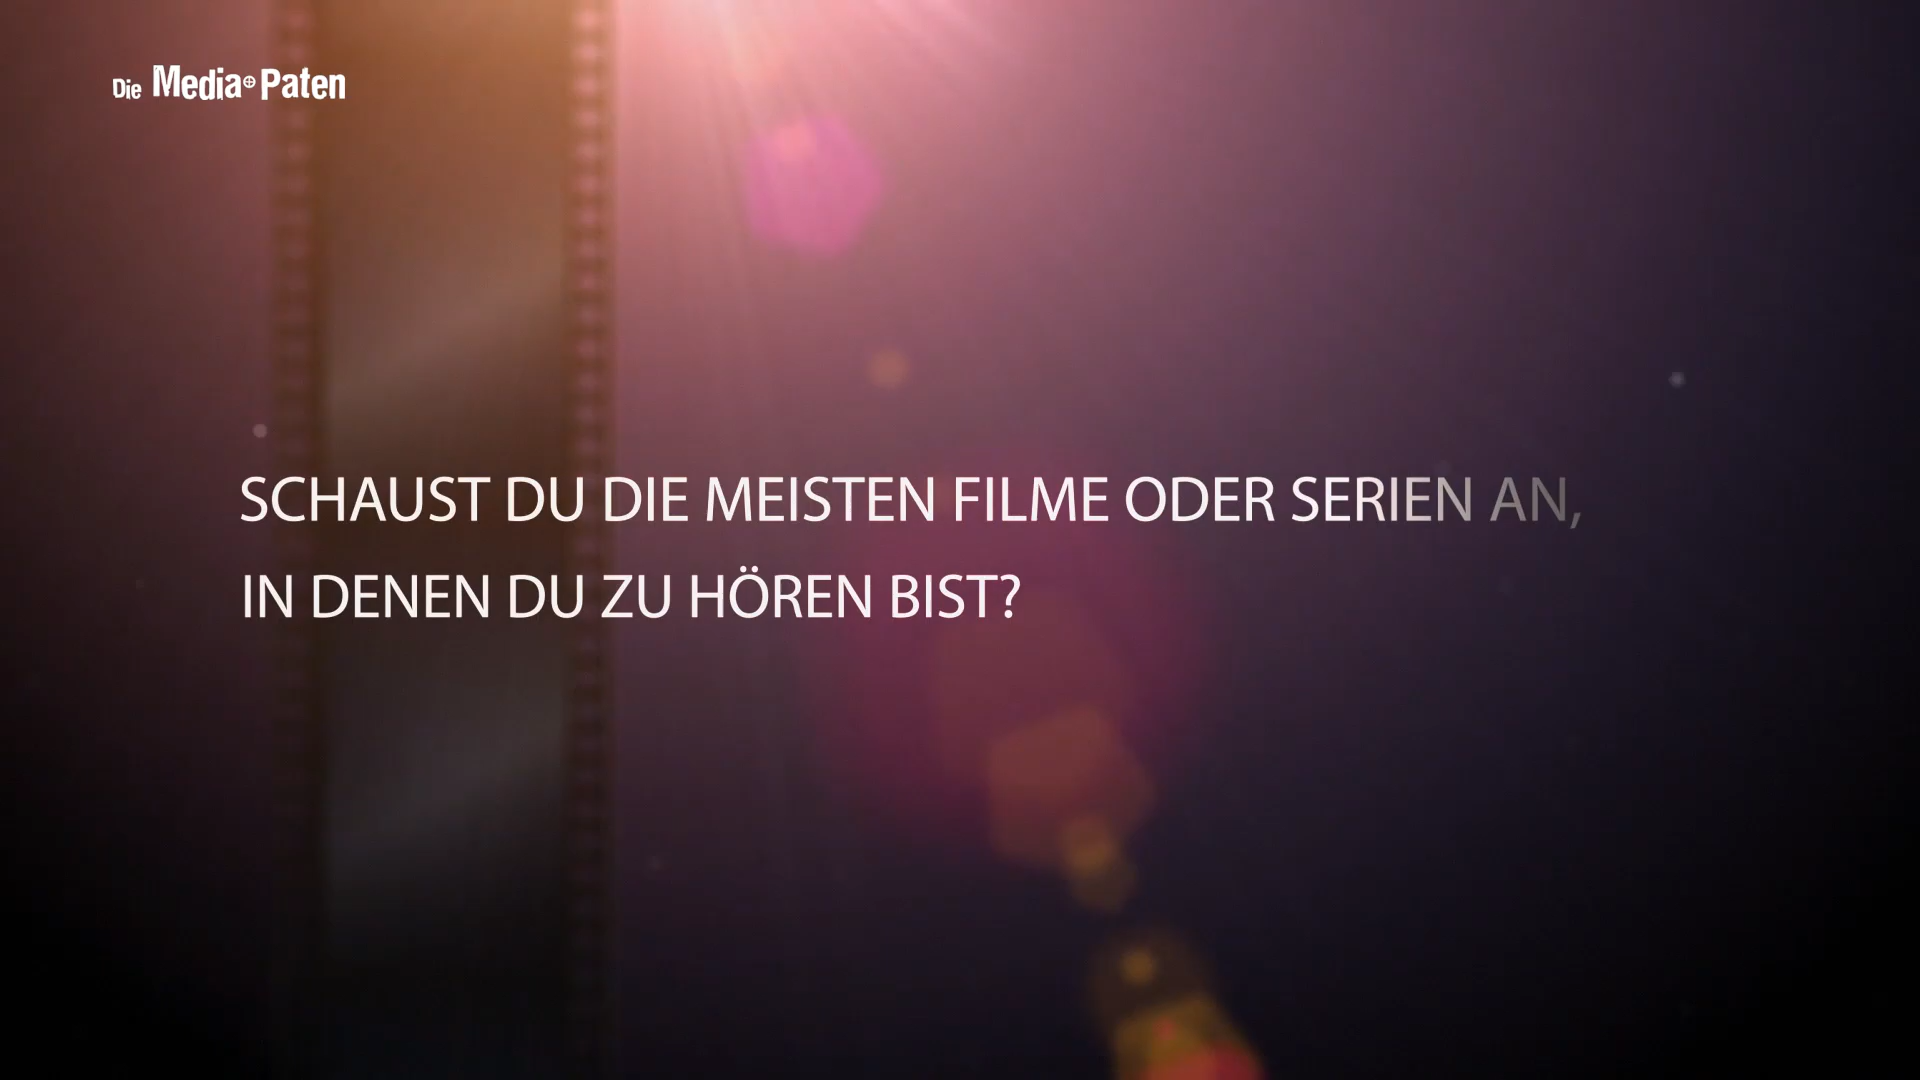 Die Media Paten
SCHAUST DU DIE MEISTEN FILME ODER SERIEN AN,
IN DENEN DU ZU HÖREN BIST?